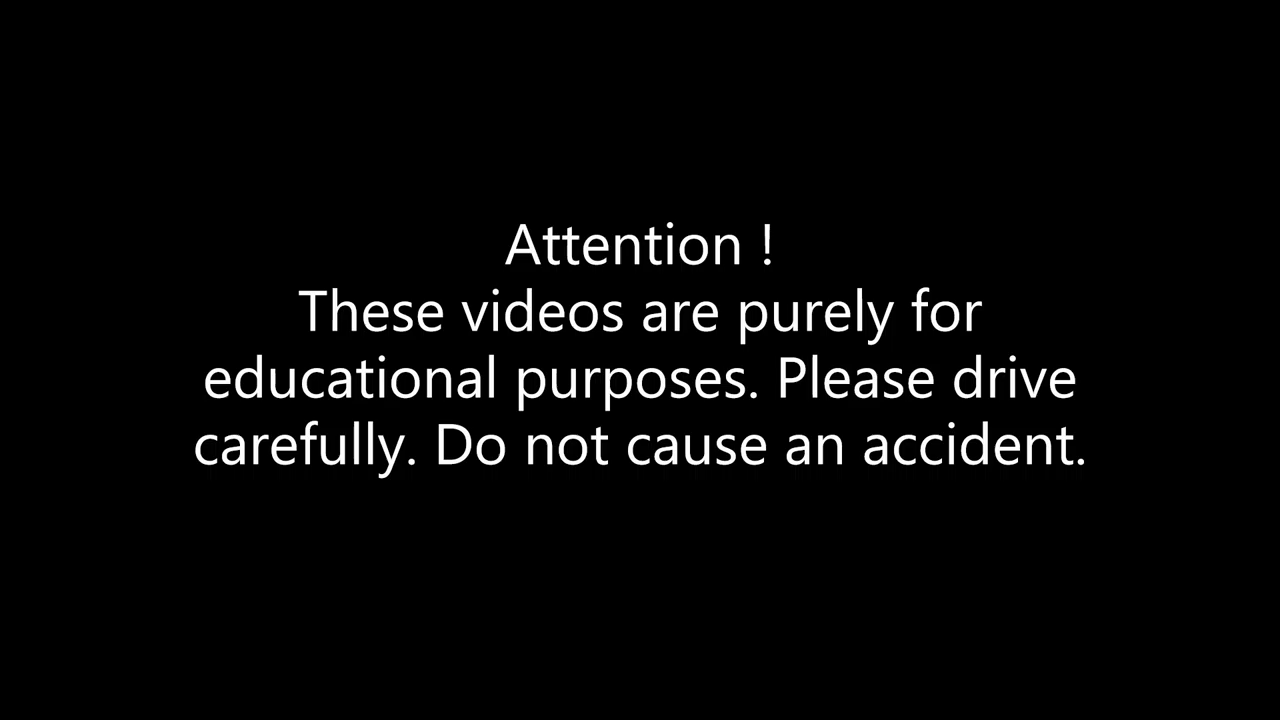 Attention !
These videos are purely for
educational purposes. Please drive
carefully. Do not cause an accident.